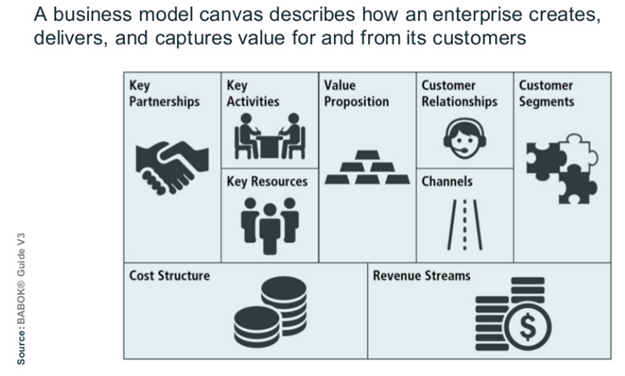 A business model canvas describes how an enterprise creates,
delivers, and captures value for and from its customers
Key
Partnerships
Key
Activities
Key Resources
Value
Proposition
Customer
Relationships
Channels
Customer
Segments
Cost Structure
Revenue Streams
$
Source: BABOK® Guide V3